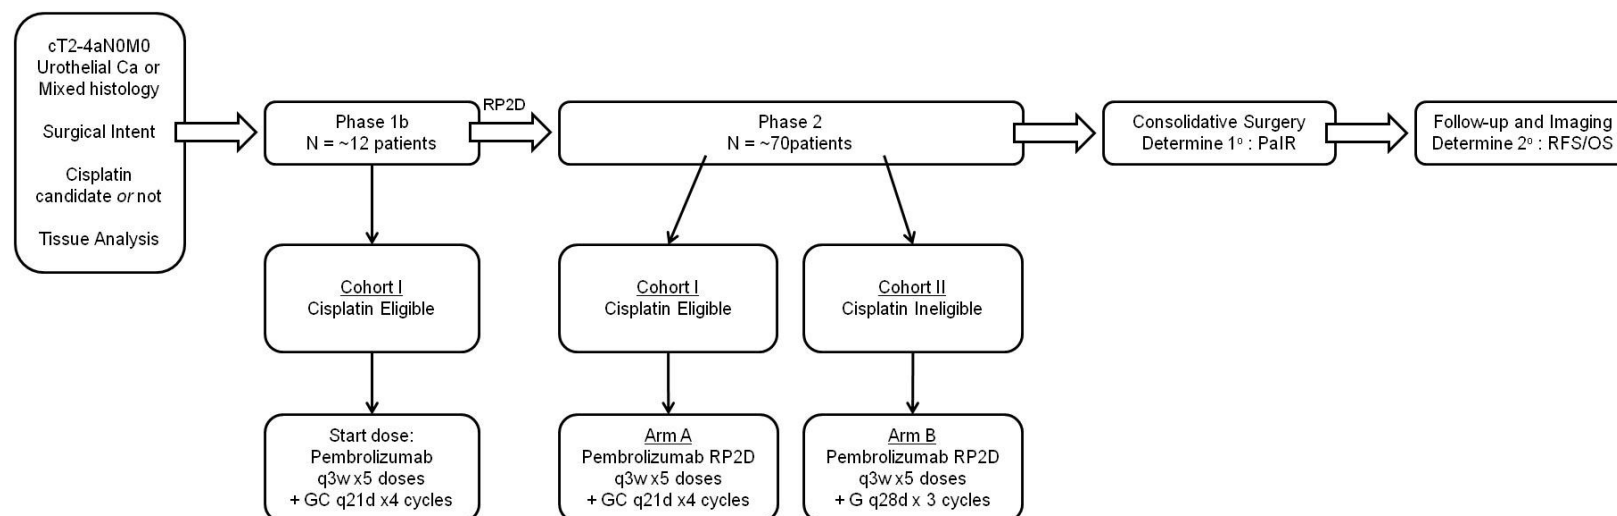 cT2-4aN0M0
Urothelial Ca or
Mixed histology
Surgical Intent
Cisplatin
candidate or not
Tissue Analysis
Phase 1b
N = ~12 patients
RP2D
Phase 2
N = ~70patients
Consolidative Surgery
Determine 1º : PaIR
Follow-up and Imaging
Determine 2º : RFS/OS
Cohort I
Cisplatin Eligible
Cohort I
Cisplatin Eligible
Cohort II
Cisplatin Ineligible
Start dose:
Pembrolizumab
q3w x5 doses
+ GC q21d x4 cycles
Arm A
Pembrolizumab RP2D
q3w x5 doses
+ GC q21d x4 cycles
Arm B
Pembrolizumab RP2D
q3w x5 doses
+ G q28d x 3 cycles